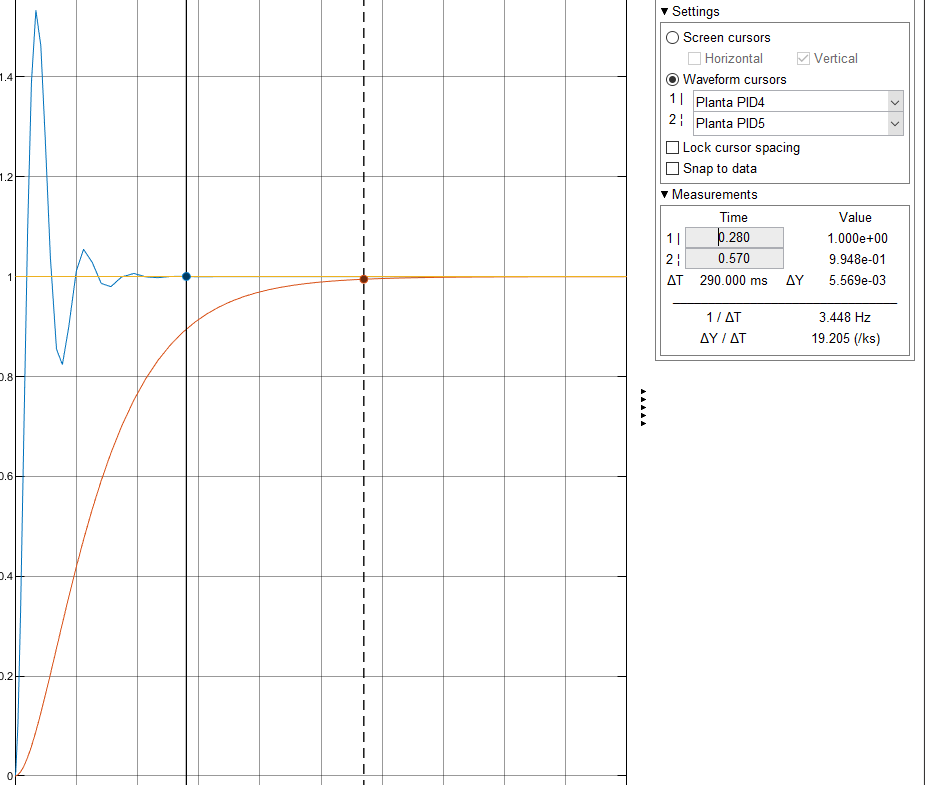 1.4
1.2
1
0.8
0.6
0.4
0.2
0
Settings
Screen cursors
Horizontal Vertical
Waveform cursors
1 | Planta PID4
2 ¦ Planta PID5
Lock cursor spacing
Snap to data
Measurements
Time Value
1 | 0.280 1.000e+00
2 ¦ 0.570 9.948e-01
ΔT 290.000 ms ΔY 5.569e-03
1 / ΔT 3.448 Hz
ΔY / ΔT 19.205 (/ks)